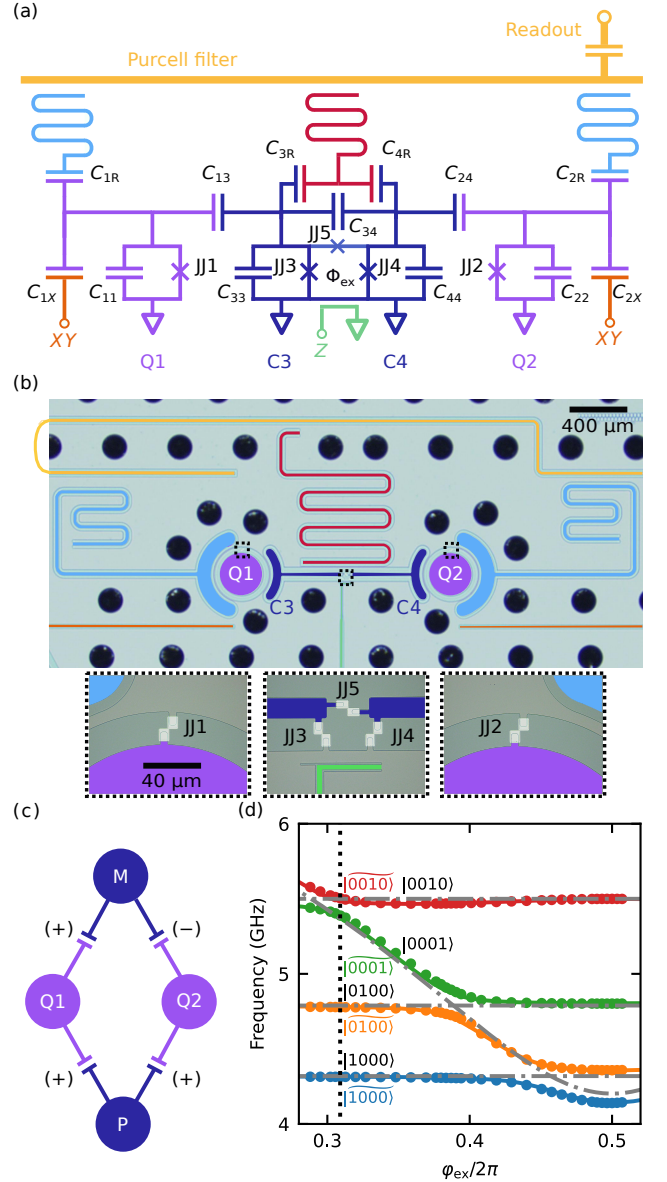 (a)
Readout
Purcell filter
C3R C4R
C1R C13 C24 C2R
C34
JJ5
JJ1 JJ3 Φex JJ4 JJ2
C1X C11 C33 C44 C22 C2X
XY Z XY
Q1 C3 C4 Q2
(b)
400 μm
Q1 Q2
C3 C4
JJ5
JJ1 JJ3 JJ4 JJ2
40 μm
(c)
M
(+) (−)
Q1 Q2
(+) (+)
P
(d)
Frequency (GHz)
6
5
4
|0010⟩ |0010⟩
|0001⟩
|0001⟩
|0100⟩
|0100⟩
|1000⟩
|1000⟩
0.3 0.4 0.5
φex/2π